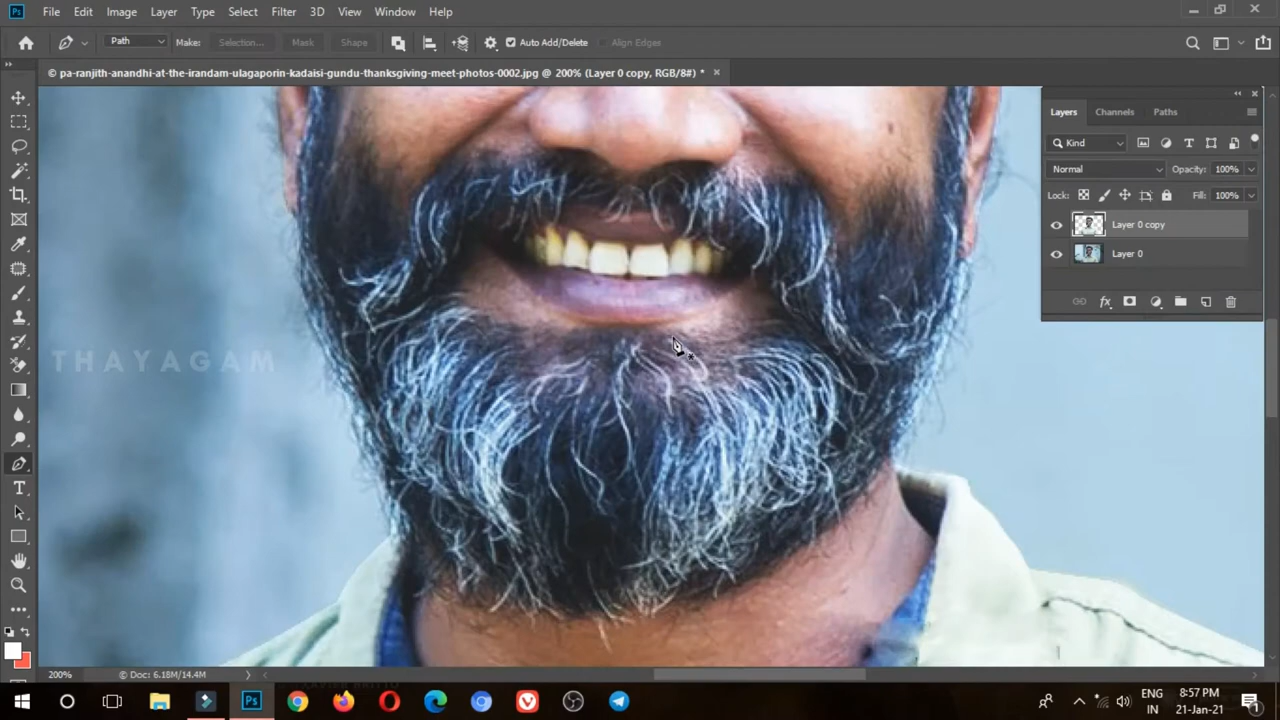 Ps File Edit Image Layer Type Select Filter 3D View Window Help
Path Make: Selection... Mask Shape Auto Add/Delete Align Edges
© pa-ranjith-anandhi-at-the-irandam-ulagaporin-kadaisi-gundu-thanksgiving-meet-photos-0002.jpg @ 200% (Layer 0 copy, RGB/8#) *
Layers Channels Paths
Kind
Normal Opacity: 100%
Lock: Fill: 100%
Layer 0 copy
Layer 0
fx
THAYAGAM
T
200% © Doc: 6.18M/14.4M
Ps
ENG
IN
8:57 PM
21-Jan-21
1